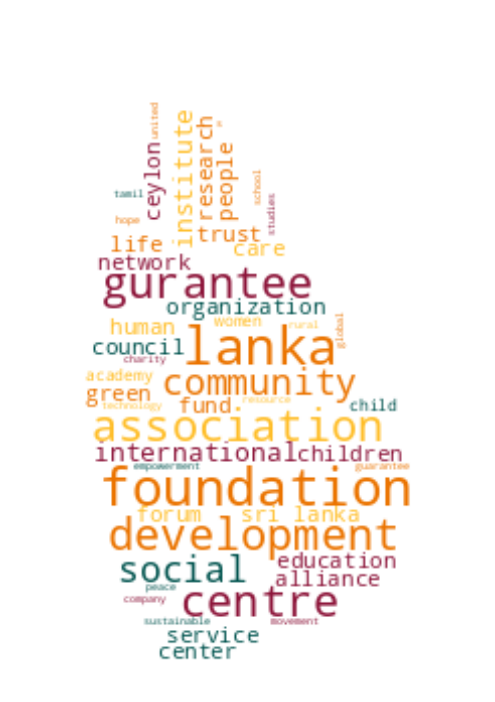 united
ceylon
institute
research
people
school
studies
tamil
hope
life
trust
care
network
gurantee
organization
human
women
rural
global
council
lanka
charity
academy
community
green
technology
fund
resource
child
association
international
children
empowerment
guarantee
foundation
forum
sri lanka
development
social
education
peace
alliance
company
centre
sustainable
movement
service
center